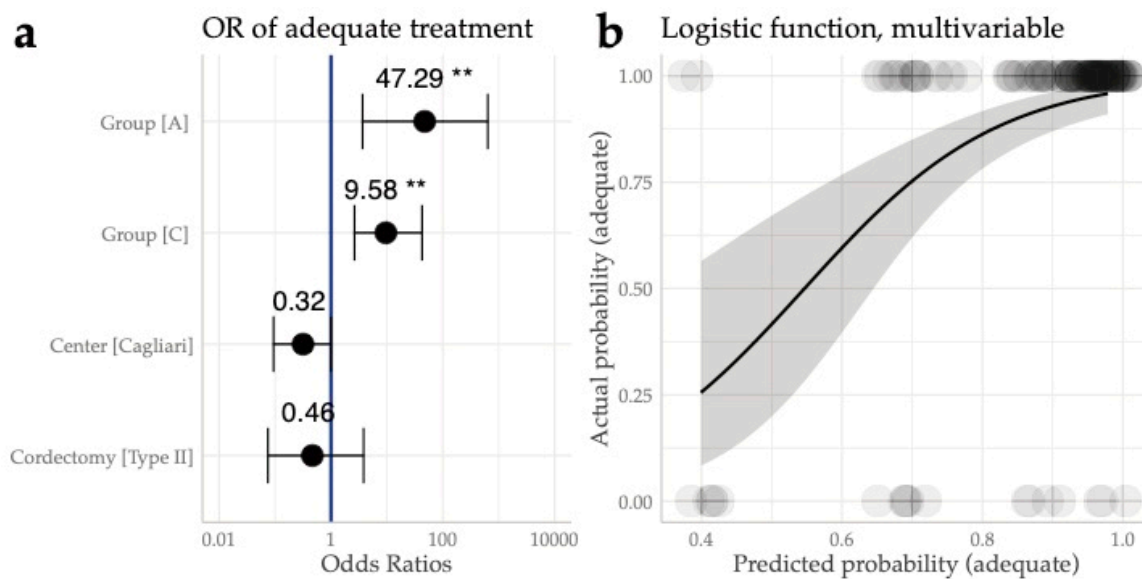 a OR of adequate treatment
47.29 **
Group [A]
9.58 **
Group [C]
0.32
Center [Cagliari]
0.46
Cordectomy [Type II]
0.01 1 100 10000
Odds Ratios
b Logistic function, multivariable
Actual probability (adequate)
1.00
0.75
0.50
0.25
0.00
0.4 0.6 0.8 1.0
Predicted probability (adequate)